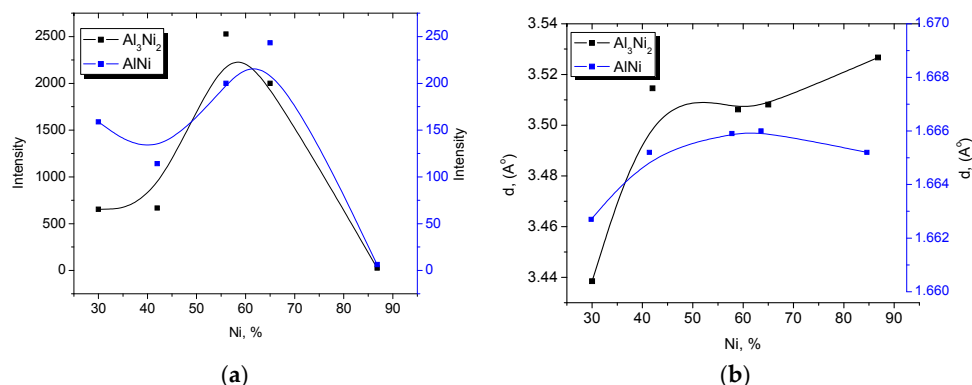 2500
2000
1500
1000
500
0
Intensity
Al3Ni2
AlNi
250
200
150
100
50
0
Intensity
30 40 50 60 70 80 90
Ni, %
(a)
3.54
3.52
3.50
3.48
3.46
3.44
d, (A°)
Al3Ni2
AlNi
1.670
1.668
1.666
1.664
1.662
1.660
d, (A°)
30 40 50 60 70 80 90
Ni, %
(b)